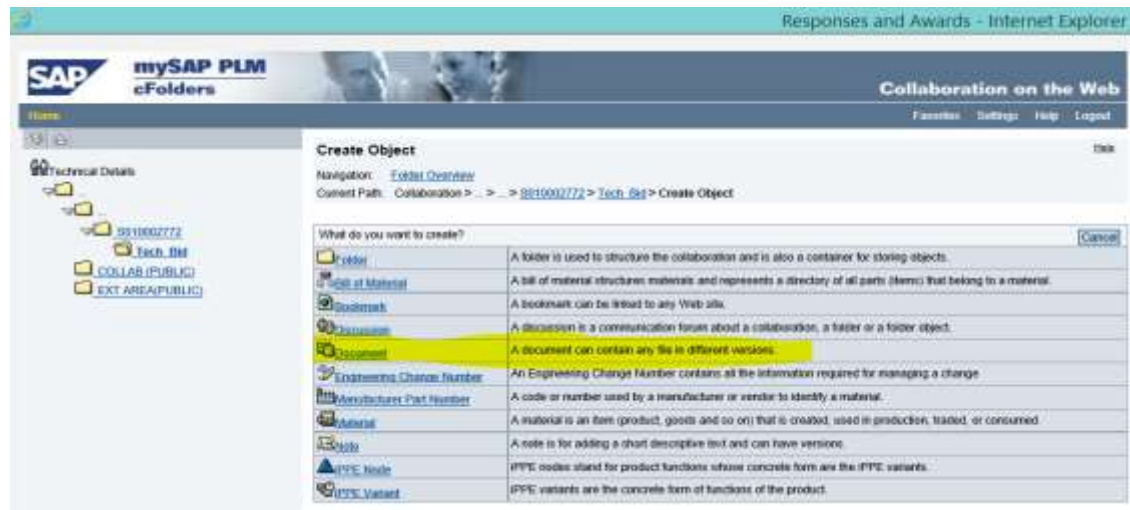 Responses and Awards - Internet Explorer
SAP mySAP PLM
cFolders
Collaboration on the Web
Home
Favorites Settings Help Logout
Technical Details
S910002772
Tech_Bid
COLLAB (PUBLIC)
EXT AREA(PUBLIC)
Create Object
Navigation: Folder Overview
Current Path: Collaboration > ... > ... > S910002772 > Tech_Bid > Create Object
What do you want to create? Cancel
Folder A folder is used to structure the collaboration and is also a container for storing objects.
Bill of Material A bill of material structures materials and represents a directory of all parts (items) that belong to a material.
Bookmark A bookmark can be linked to any Web site.
Discussion A discussion is a communication forum about a collaboration, a folder or a folder object.
Document A document can contain any file in different versions.
Engineering Change Number An Engineering Change Number contains all the information required for managing a change
Manufacturer Part Number A code or number used by a manufacturer or vendor to identify a material.
Material A material is an item (product, goods and so on) that is created, used in production, traded, or consumed
Note A note is for adding a short descriptive text and can have versions.
iPPE Node iPPE nodes stand for product functions whose concrete form are the iPPE variants.
iPPE Variant iPPE variants are the concrete form of functions of the product.